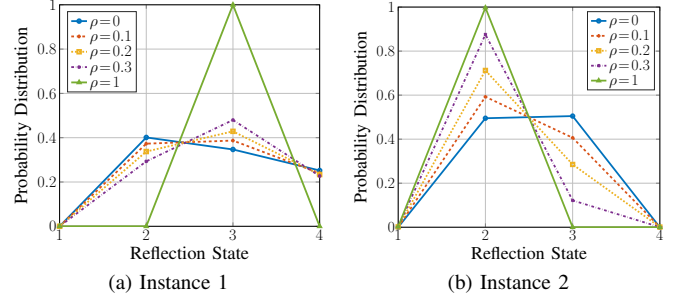 1
0.8
0.6
0.4
0.2
0
1
2
3
4
Probability Distribution
Reflection State
ρ=0
ρ=0.1
ρ=0.2
ρ=0.3
ρ=1
(a) Instance 1
1
0.8
0.6
0.4
0.2
0
1
2
3
4
Probability Distribution
Reflection State
ρ=0
ρ=0.1
ρ=0.2
ρ=0.3
ρ=1
(b) Instance 2